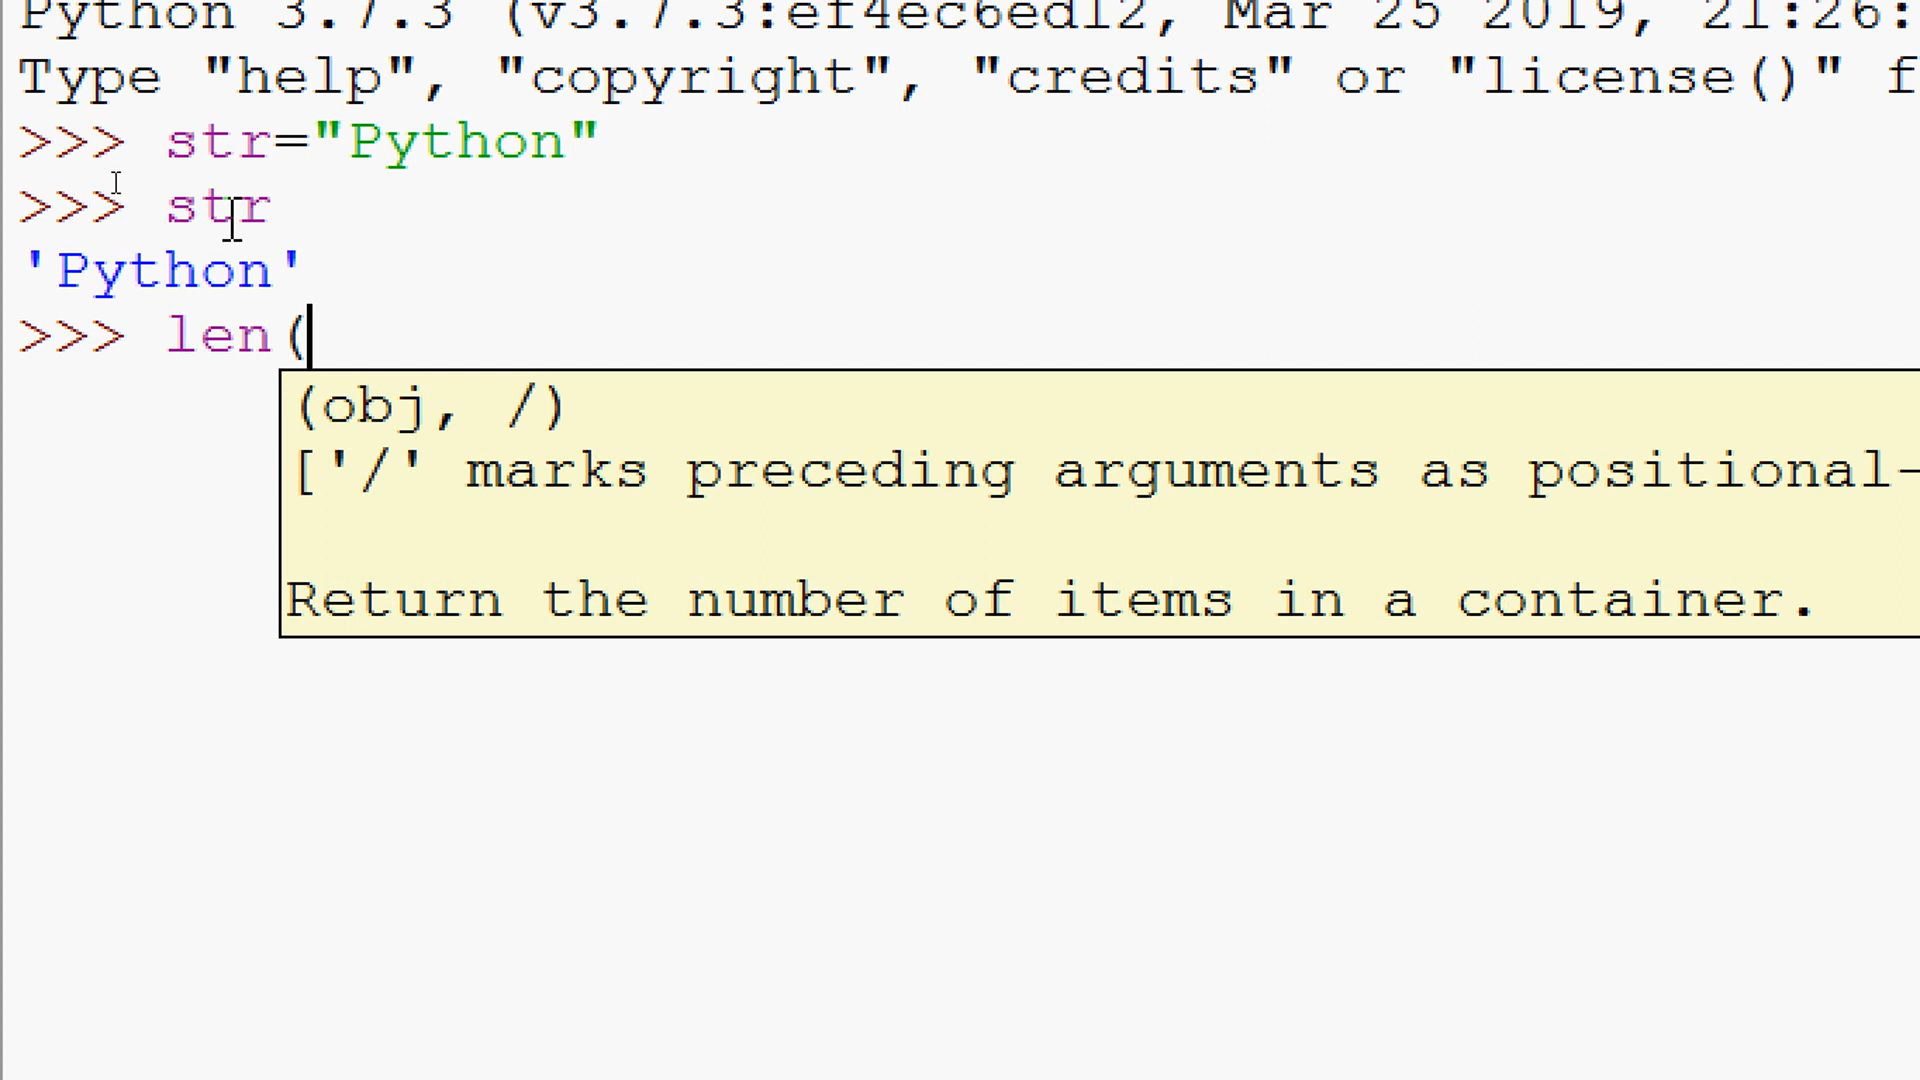 Python 3.7.3 (v3.7.3:ef4ec6ed12, Mar 25 2019, 21:26:
Type "help", "copyright", "credits" or "license()" f
>>> str="Python"
>>> str
'Python'
>>> len(
(obj, /)
['/' marks preceding arguments as positional-
Return the number of items in a container.